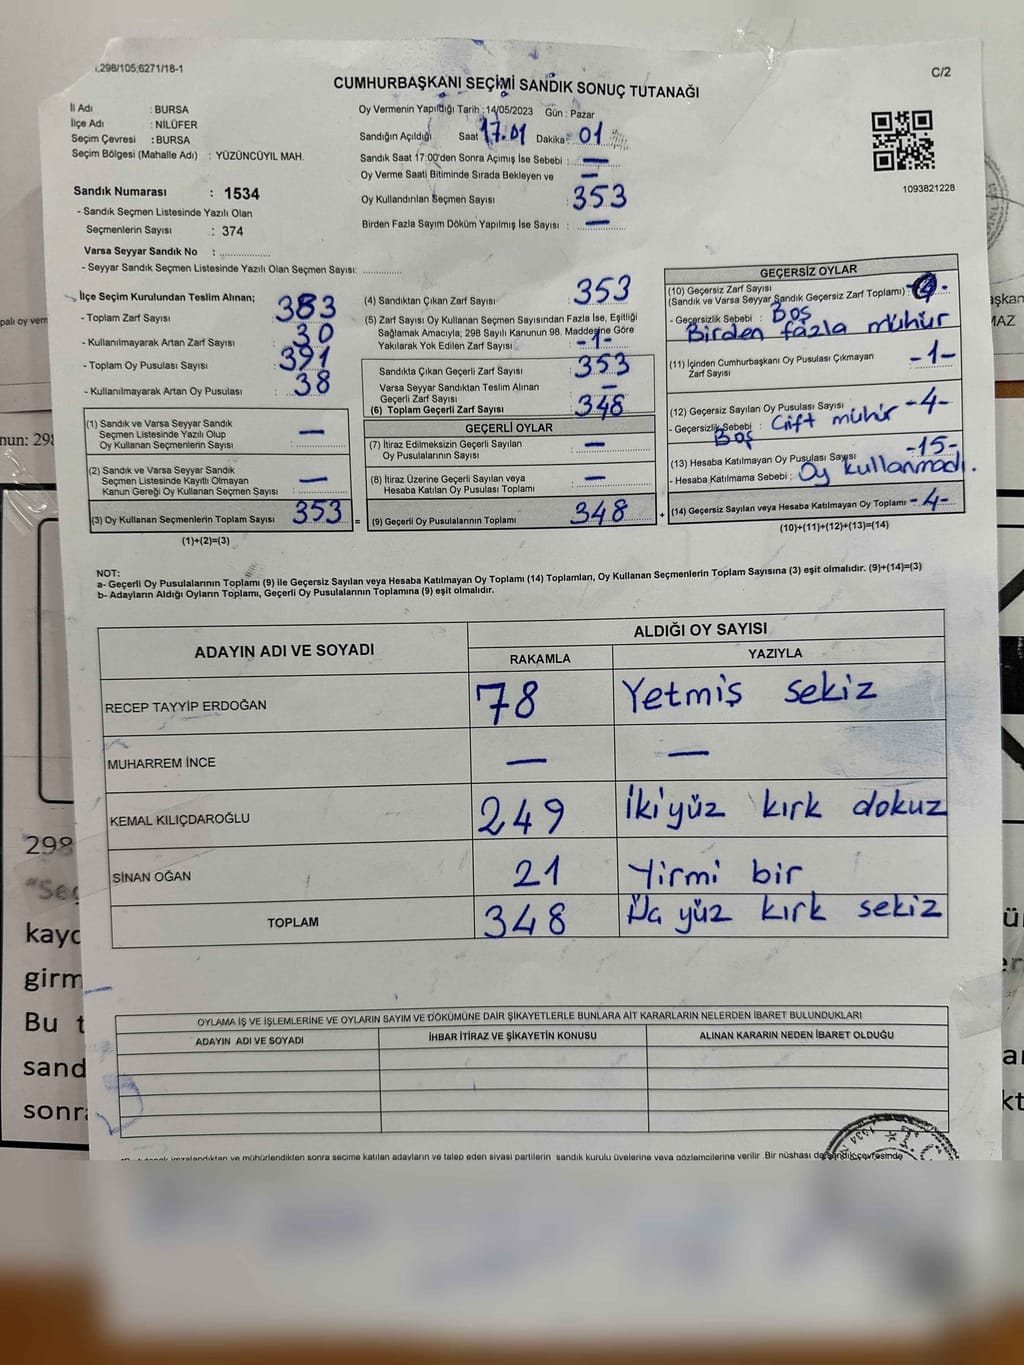 298/105;6271/18-1
C/2
CUMHURBAŞKANI SEÇİMİ SANDIK SONUÇ TUTANAĞI
İl Adı : BURSA
İlçe Adı : NİLÜFER
Seçim Çevresi : BURSA
Seçim Bölgesi (Mahalle Adı) : YÜZÜNCÜYIL MAH.
Oy Vermenin Yapıldığı Tarih : 14/05/2023 Gün : Pazar
Sandığın Açıldığı Saat 17.01 Dakika : 01
Sandık Saat 17:00'den Sonra Açımış İse Sebebi : —
Oy Verme Saati Bitiminde Sırada Bekleyen ve —
Oy Kullandırılan Seçmen Sayısı 353
Birden Fazla Sayım Döküm Yapılmış İse Sayısı : —
1093821228
Sandık Numarası : 1534
- Sandık Seçmen Listesinde Yazılı Olan
Seçmenlerin Sayısı : 374
Varsa Seyyar Sandık No : ..............
- Seyyar Sandık Seçmen Listesinde Yazılı Olan Seçmen Sayısı: ............
İlçe Seçim Kurulundan Teslim Alınan;
- Toplam Zarf Sayısı : 383
- Kullanılmayarak Artan Zarf Sayısı : 30
- Toplam Oy Pusulası Sayısı : 391
- Kullanılmayarak Artan Oy Pusulası : 38
(1) Sandık ve Varsa Seyyar Sandık
Seçmen Listesinde Yazılı Olup
Oy Kullanan Seçmenlerin Sayısı —
(2) Sandık ve Varsa Seyyar Sandık
Seçmen Listesinde Kayıtlı Olmayan
Kanun Gereği Oy Kullanan Seçmen Sayısı —
(3) Oy Kullanan Seçmenlerin Toplam Sayısı 353 =
(1)+(2)=(3)
(4) Sandıktan Çıkan Zarf Sayısı : 353
(5) Zarf Sayısı Oy Kullanan Seçmen Sayısından Fazla İse, Eşitliği
Sağlamak Amacıyla; 298 Sayılı Kanunun 98. Maddesine Göre
Yakılarak Yok Edilen Zarf Sayısı : -1-
Sandıkta Çıkan Geçerli Zarf Sayısı : 353
Varsa Seyyar Sandıktan Teslim Alınan
Geçerli Zarf Sayısı : —
(6) Toplam Geçerli Zarf Sayısı : 348
GEÇERLİ OYLAR
(7) İtiraz Edilmeksizin Geçerli Sayılan
Oy Pusulalarının Sayısı : —
(8) İtiraz Üzerine Geçerli Sayılan veya
Hesaba Katılan Oy Pusulası Toplamı : —
(9) Geçerli Oy Pusulalarının Toplamı 348 +
GEÇERSİZ OYLAR
(10) Geçersiz Zarf Sayısı
(Sandık ve Varsa Seyyar Sandık Geçersiz Zarf Toplamı) :
- Geçersizlik Sebebi : Boş
Birden fazla mühür
(11) İçinden Cumhurbaşkanı Oy Pusulası Çıkmayan
Zarf Sayısı -1-
(12) Geçersiz Sayılan Oy Pusulası Sayısı -4-
- Geçersizlik Sebebi : Çift mühür
Boş
(13) Hesaba Katılmayan Oy Pusulası Sayısı -15-
- Hesaba Katılmama Sebebi : Oy kullanmadı.
(14) Geçersiz Sayılan veya Hesaba Katılmayan Oy Toplamı -4-
(10)+(11)+(12)+(13)=(14)
NOT:
a- Geçerli Oy Pusulalarının Toplamı (9) ile Geçersiz Sayılan veya Hesaba Katılmayan Oy Toplamı (14) Toplamları, Oy Kullanan Seçmenlerin Toplam Sayısına (3) eşit olmalıdır. (9)+(14)=(3)
b- Adayların Aldığı Oyların Toplamı, Geçerli Oy Pusulalarının Toplamına (9) eşit olmalıdır.
ADAYIN ADI VE SOYADI
ALDIĞI OY SAYISI
RAKAMLA YAZIYLA
RECEP TAYYİP ERDOĞAN 78 Yetmiş sekiz
MUHARREM İNCE — —
KEMAL KILIÇDAROĞLU 249 İkiyüz kırk dokuz
SİNAN OĞAN 21 Yirmi bir
TOPLAM 348 yüz kırk sekiz
OYLAMA İŞ VE İŞLEMLERİNE VE OYLARIN SAYIM VE DÖKÜMÜNE DAİR ŞİKAYETLERLE BUNLARA AİT KARARLARIN NELERDEN İBARET BULUNDUKLARI
ADAYIN ADI VE SOYADI İHBAR İTİRAZ VE ŞİKAYETİN KONUSU ALINAN KARARIN NEDEN İBARET OLDUĞU
imzalandıktan ve mühürlendikten sonra seçime katılan adayların ve talep eden siyasi partilerin sandık kurulu üyelerine veya gözlemcilerine verilir. Bir nüshası da sandık çevresinde
298
"Seç
kayd
girm
Bu t
sand
sonra